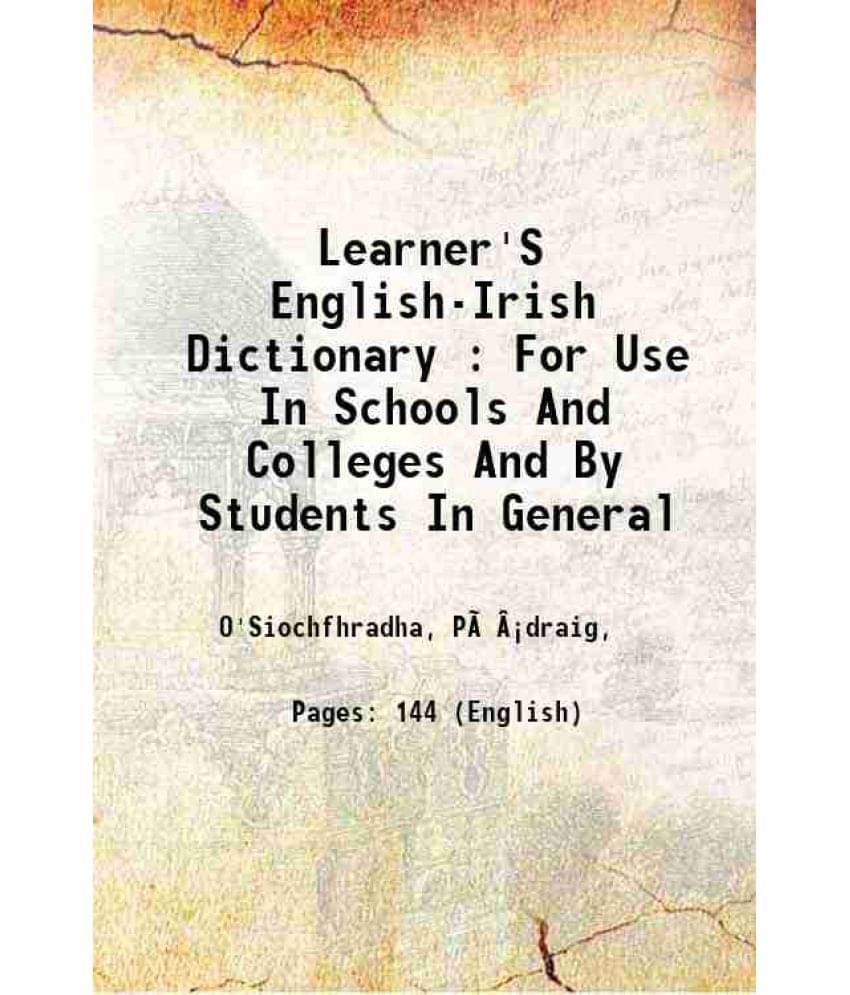 Learner'S
English-Irish
Dictionary : For Use
In Schools And
Colleges And By
Students In General
O'Siochfhradha, PÃ Â¡draig,
Pages: 144 (English)